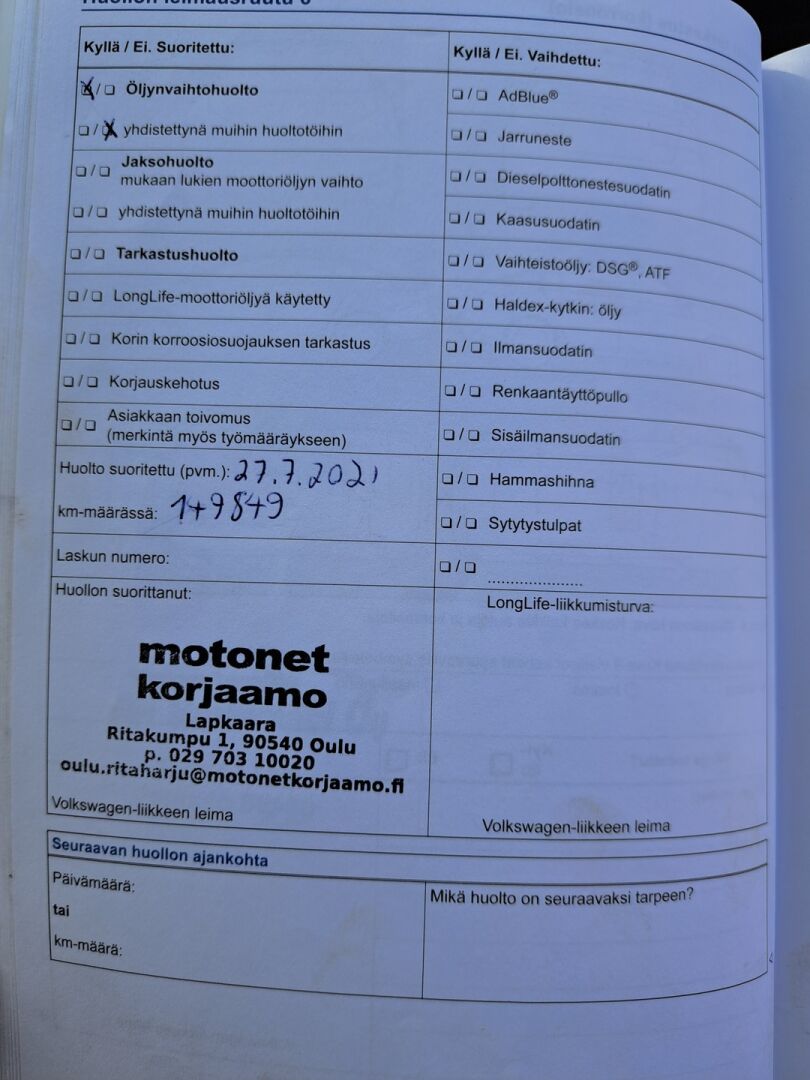 Kyllä / Ei. Suoritettu:
☒ / ☐ Öljynvaihtohuolto
☐ / ☒ yhdistettynä muihin huoltotöihin
☐ / ☐ Jaksohuolto
mukaan lukien moottoriöljyn vaihto
☐ / ☐ yhdistettynä muihin huoltotöihin
☐ / ☐ Tarkastushuolto
☐ / ☐ LongLife-moottoriöljyä käytetty
☐ / ☐ Korin korroosiosuojauksen tarkastus
☐ / ☐ Korjauskehotus
☐ / ☐ Asiakkaan toivomus
(merkintä myös työmääräykseen)
Huolto suoritettu (pvm.): 27.7.2021
km-määrässä:
Laskun numero:
Huollon suorittanut:
motonet
korjaamo
Lapkaara
Ritakumpu 1, 90540 Oulu
p. 029 703 10020
oulu.ritaharju@motonetkorjaamo.fi
Volkswagen-liikkeen leima
Kyllä / Ei. Vaihdettu:
☐ / ☐ AdBlue®
☐ / ☐ Jarruneste
☐ / ☐ Dieselpolttonestesuodatin
☐ / ☐ Kaasusuodatin
☐ / ☐ Vaihteistoöljy: DSG®, ATF
☐ / ☐ Haldex-kytkin: öljy
☐ / ☐ Ilmansuodatin
☐ / ☐ Renkaantäyttöpullo
☐ / ☐ Sisäilmansuodatin
☐ / ☐ Hammashihna
☐ / ☐ Sytytystulpat
☐ / ☐ .....................
LongLife-liikkumisturva:
Volkswagen-liikkeen leima
Seuraavan huollon ajankohta
Päivämäärä:
tai
km-määrä:
Mikä huolto on seuraavaksi tarpeen?